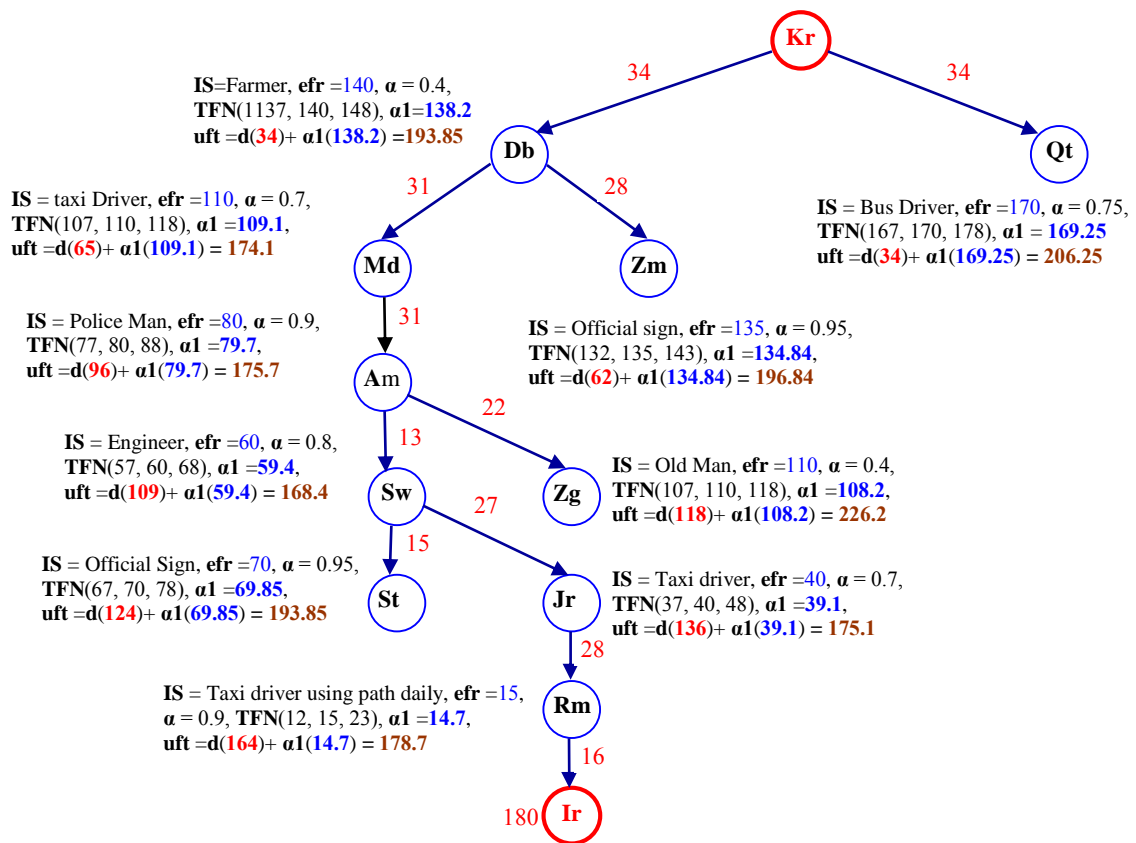 Kr
34
34
IS=Farmer, efr =140, α = 0.4,
TFN(1137, 140, 148), α1=138.2
uft =d(34)+ α1(138.2) =193.85
Db
Qt
31
28
IS = taxi Driver, efr =110, α = 0.7,
TFN(107, 110, 118), α1 =109.1,
uft =d(65)+ α1(109.1) = 174.1
IS = Bus Driver, efr =170, α = 0.75,
TFN(167, 170, 178), α1 = 169.25
uft =d(34)+ α1(169.25) = 206.25
Md
Zm
31
IS = Police Man, efr =80, α = 0.9,
TFN(77, 80, 88), α1 =79.7,
uft =d(96)+ α1(79.7) = 175.7
IS = Official sign, efr =135, α = 0.95,
TFN(132, 135, 143), α1 =134.84,
uft =d(62)+ α1(134.84) = 196.84
Am
22
13
IS = Engineer, efr =60, α = 0.8,
TFN(57, 60, 68), α1 =59.4,
uft =d(109)+ α1(59.4) = 168.4
Sw
Zg
IS = Old Man, efr =110, α = 0.4,
TFN(107, 110, 118), α1 =108.2,
uft =d(118)+ α1(108.2) = 226.2
27
15
IS = Official Sign, efr =70, α = 0.95,
TFN(67, 70, 78), α1 =69.85,
uft =d(124)+ α1(69.85) = 193.85
St
Jr
IS = Taxi driver, efr =40, α = 0.7,
TFN(37, 40, 48), α1 =39.1,
uft =d(136)+ α1(39.1) = 175.1
28
IS = Taxi driver using path daily, efr =15,
α = 0.9, TFN(12, 15, 23), α1 =14.7,
uft =d(164)+ α1(14.7) = 178.7
Rm
16
180
Ir